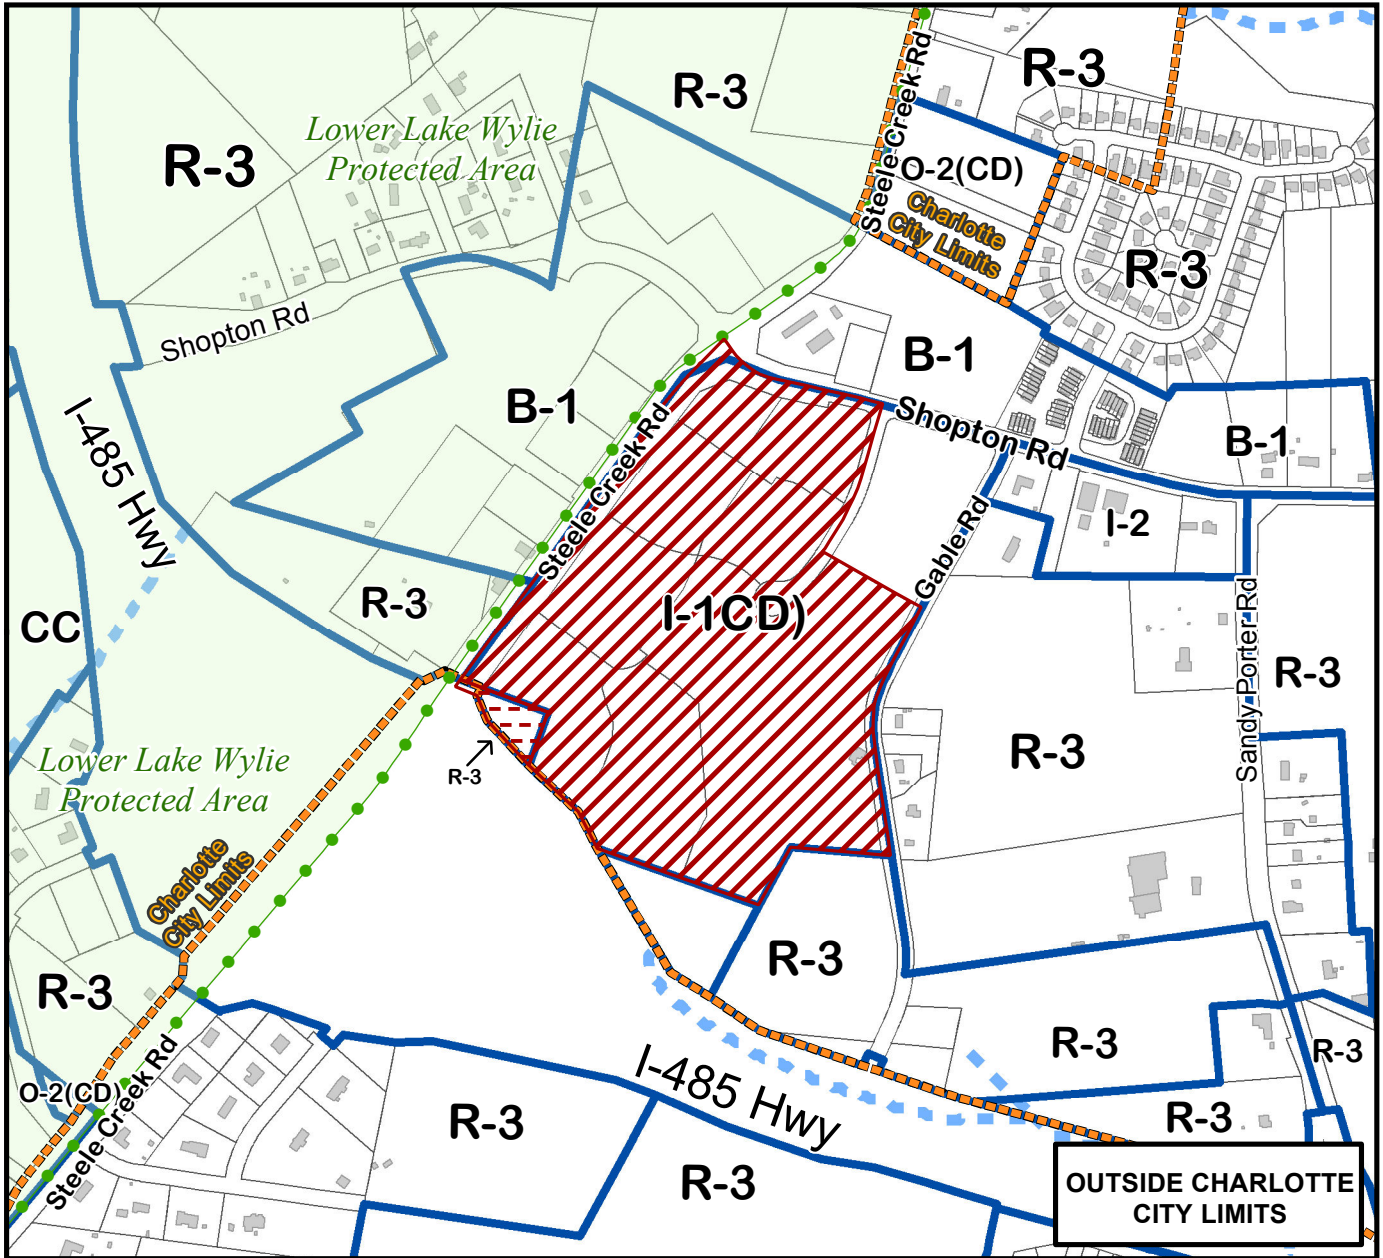 R-3
R-3
R-3
Lower Lake Wylie
Protected Area
Steele Creek Rd
O-2(CD)
Charlotte
City Limits
R-3
Shopton Rd
B-1
B-1
Shopton Rd
B-1
I-485 Hwy
Steele Creek Rd
I-2
Gable Rd
R-3
I-1CD)
CC
Sandy Porter Rd
R-3
R-3
R-3
Lower Lake Wylie
Protected Area
Charlotte
City Limits
R-3
R-3
R-3
R-3
Steele Creek Rd
O-2(CD)
I-485 Hwy
R-3
R-3
R-3
OUTSIDE CHARLOTTE
CITY LIMITS